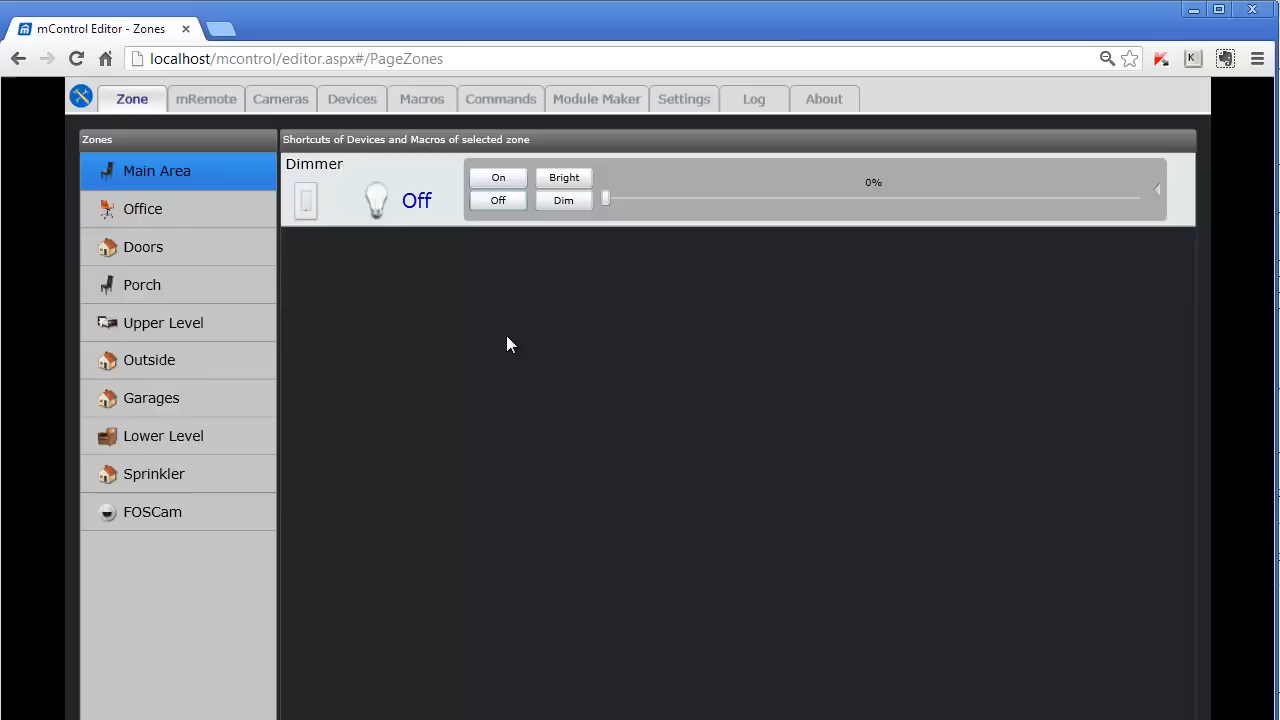 mControl Editor - Zones
localhost/mcontrol/editor.aspx#/PageZones
Zone mRemote Cameras Devices Macros Commands Module Maker Settings Log About
Zones
Main Area
Office
Doors
Porch
Upper Level
Outside
Garages
Lower Level
Sprinkler
FOSCam
Shortcuts of Devices and Macros of selected zone
Dimmer
Off
On Bright
Off Dim
0%